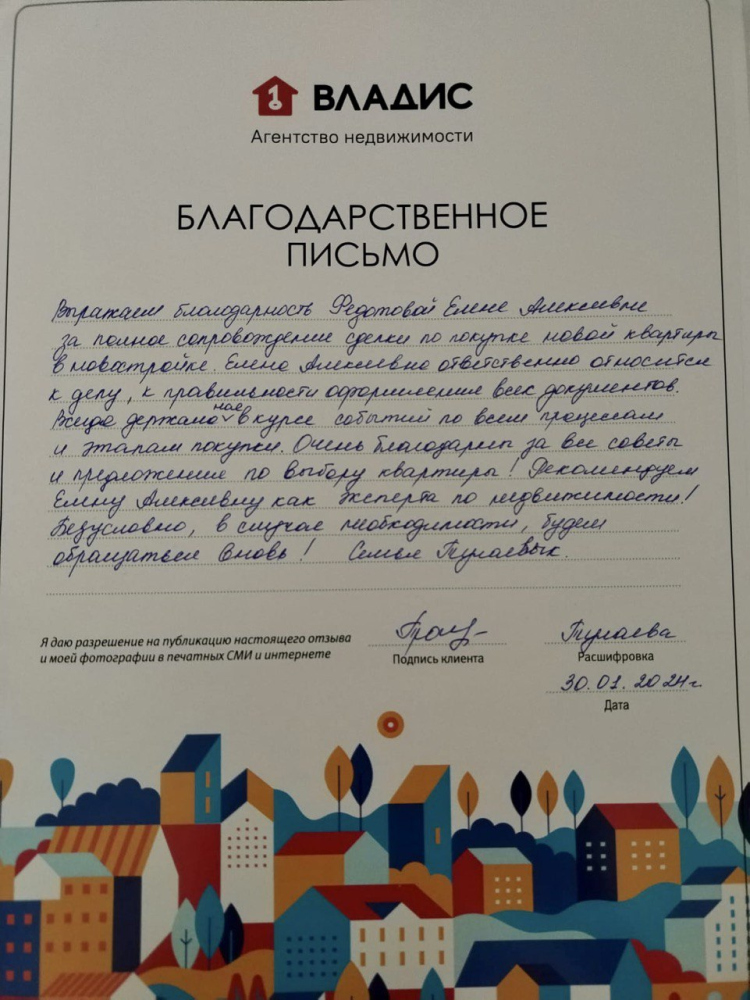 ВЛАДИС
Агентство недвижимости
БЛАГОДАРСТВЕННОЕ
ПИСЬМО
Выражаем благодарность Федотовой Елене Алексеевне
за полное сопровождение сделки по покупке новой квартиры
в новостройке. Елена Алексеевна ответственно относится
к делу, к правильности оформления всех документов.
Всегда держала нас в курсе событий по всем процессам
и этапам покупки. Очень благодарны за все советы
и предложение по выбору квартиры! Рекомендуем
Елену Алексеевну как эксперта по недвижимости!
Безусловно, в случае необходимости, будем
обращаться вновь! Семья Тунаевых.
Я даю разрешение на публикацию настоящего отзыва
и моей фотографии в печатных СМИ и интернете
Подпись клиента
Тунаева
Расшифровка
30.01.2024г.
Дата